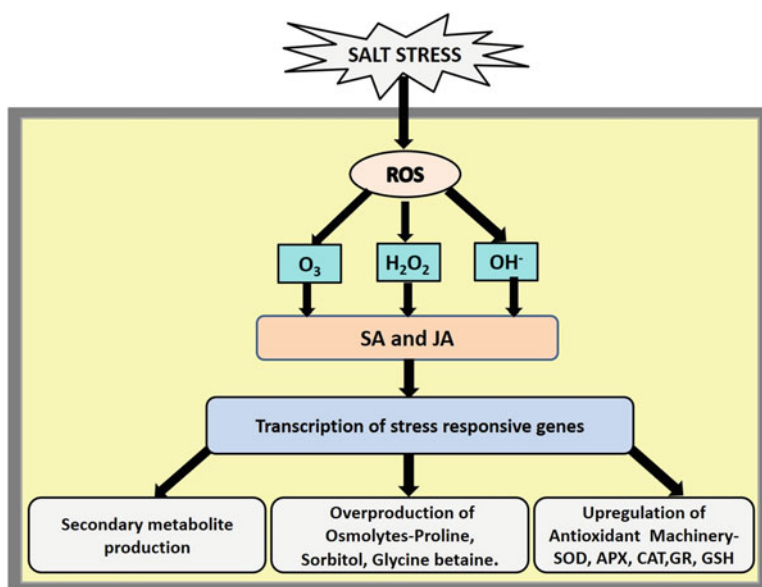 SALT STRESS
ROS
O₃
H₂O₂
OH⁻
SA and JA
Transcription of stress responsive genes
Secondary metabolite
production
Overproduction of
Osmolytes-Proline,
Sorbitol, Glycine betaine.
Upregulation of
Antioxidant Machinery-
SOD, APX, CAT,GR, GSH